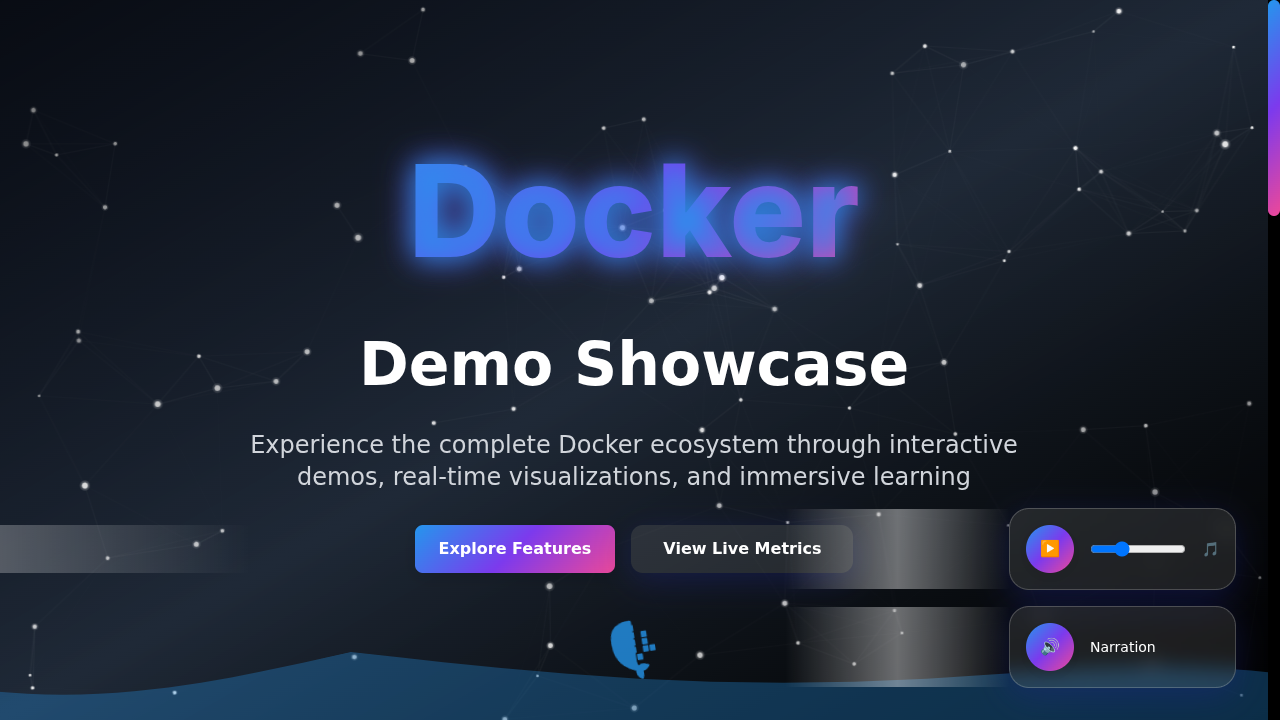 Docker
Demo Showcase
Experience the complete Docker ecosystem through interactive
demos, real-time visualizations, and immersive learning
Explore Features
View Live Metrics
Narration